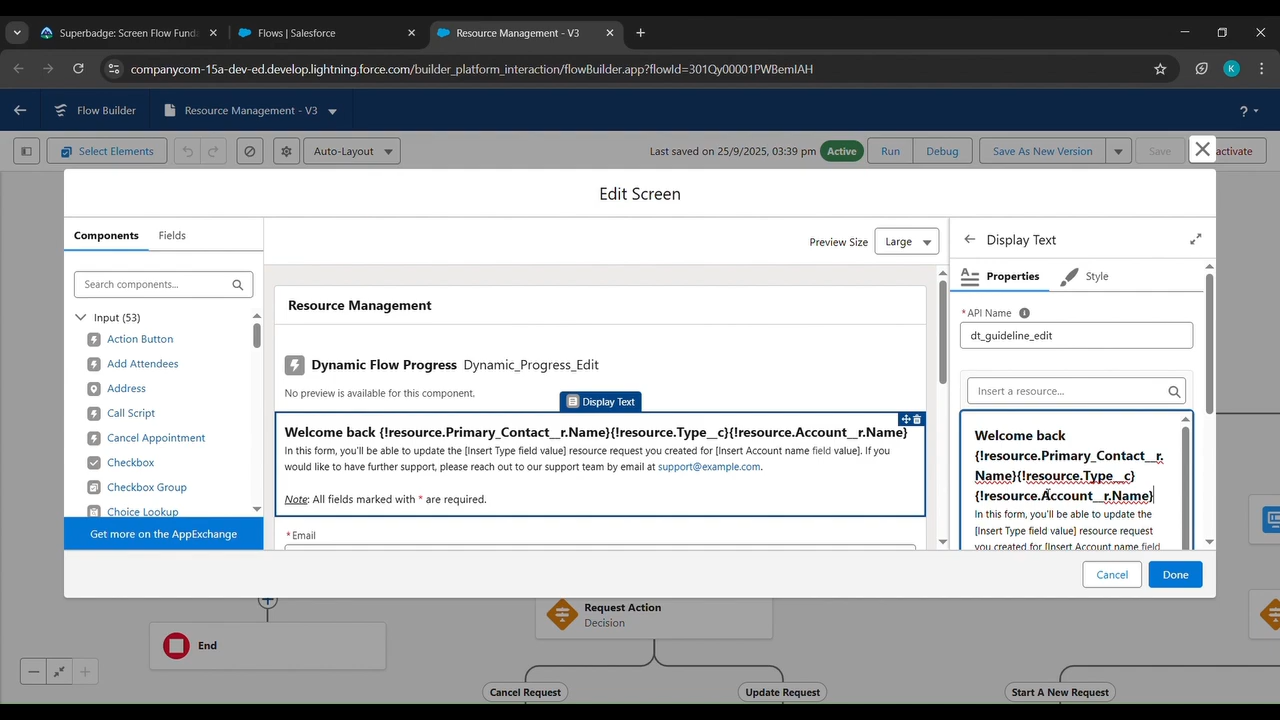 Superbadge: Screen Flow Funda
Flows | Salesforce
Resource Management - V3
companycom-15a-dev-ed.develop.lightning.force.com/builder_platform_interaction/flowBuilder.app?flowId=301Qy00001PWBemIAH
K
Flow Builder
Resource Management - V3
?
Select Elements
Auto-Layout
Last saved on 25/9/2025, 03:39 pm
Active
Run
Debug
Save As New Version
Save
activate
Edit Screen
Components
Fields
Search components...
Input (53)
Action Button
Add Attendees
Address
Call Script
Cancel Appointment
Checkbox
Checkbox Group
Choice Lookup
Get more on the AppExchange
Preview Size
Large
Resource Management
Dynamic Flow Progress Dynamic_Progress_Edit
No preview is available for this component.
Display Text
Welcome back {!resource.Primary_Contact__r.Name}{!resource.Type__c}{!resource.Account__r.Name}
In this form, you'll be able to update the [Insert Type field value] resource request you created for [Insert Account name field value]. If you
would like to have further support, please reach out to our support team by email at support@example.com.
Note: All fields marked with * are required.
* Email
Display Text
Properties
Style
* API Name
dt_guideline_edit
Insert a resource...
Welcome back
{!resource.Primary_Contact__r.
Name}{!resource.Type__c}
{!resource.Account__r.Name}
In this form, you'll be able to update the
[Insert Type field value] resource request
you created for [Insert Account name field
Cancel
Done
End
Request Action
Decision
Cancel Request
Update Request
Start A New Request